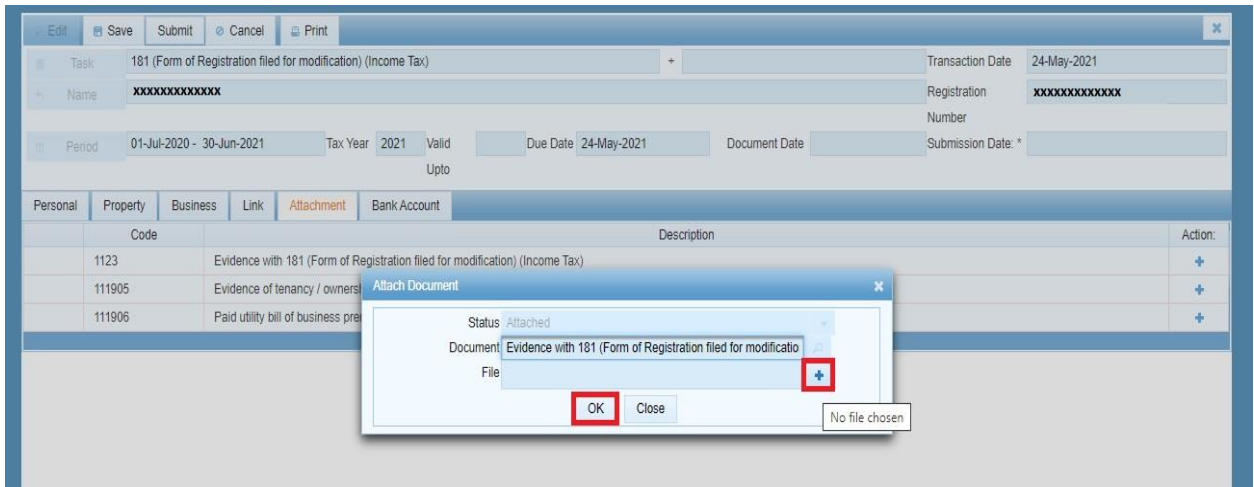 Edit Save Submit Cancel Print
Task 181 (Form of Registration filed for modification) (Income Tax) + Transaction Date 24-May-2021
Name XXXXXXXXXXXXX Registration Number XXXXXXXXXXXXX
Period 01-Jul-2020 - 30-Jun-2021 Tax Year 2021 Valid Upto Due Date 24-May-2021 Document Date Submission Date: *
Personal Property Business Link Attachment Bank Account
Code Description Action:
1123 Evidence with 181 (Form of Registration filed for modification) (Income Tax)
111905 Evidence of tenancy / owners
111906 Paid utility bill of business pre
Attach Document
Status Attached
Document Evidence with 181 (Form of Registration filed for modificatio
File
OK Close
No file chosen